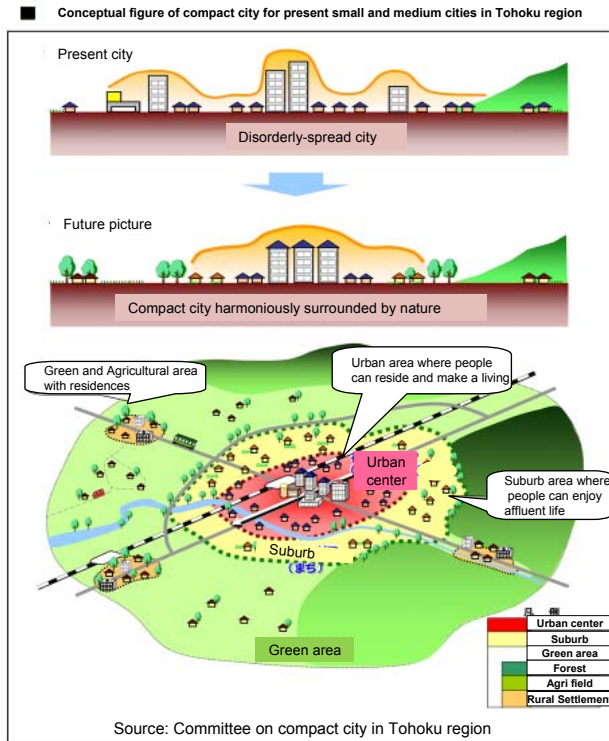 Conceptual figure of compact city for present small and medium cities in Tohoku region
Present city
Disorderly-spread city
Future picture
Compact city harmoniously surrounded by nature
Green and Agricultural area
with residences
Urban area where people
can reside and make a living
Urban
center
Suburb area where
people can enjoy
affluent life
Suburb
(まち)
Green area
凡 例
Urban center
Suburb
Green area
Forest
Agri field
Rural Settlement
Source: Committee on compact city in Tohoku region